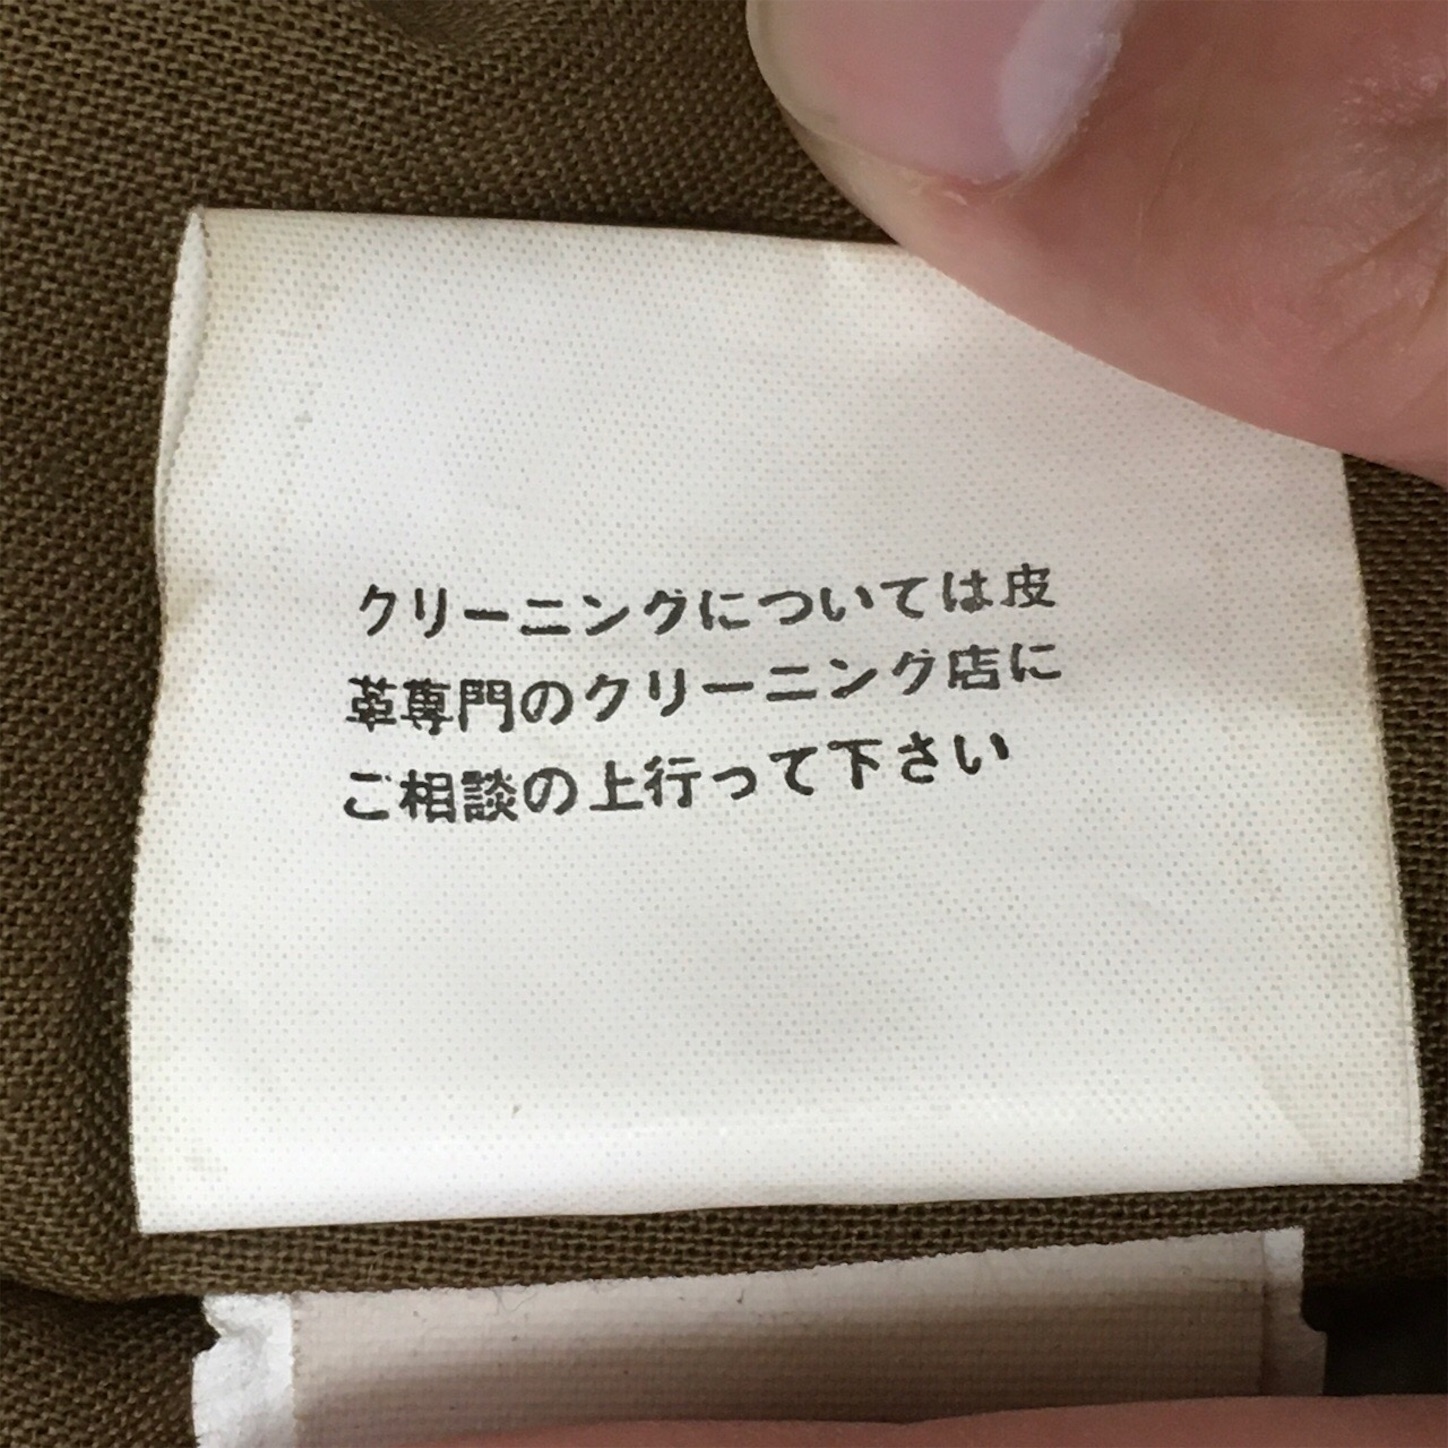 クリーニングについては皮
革専門のクリーニング店に
ご相談の上行って下さい